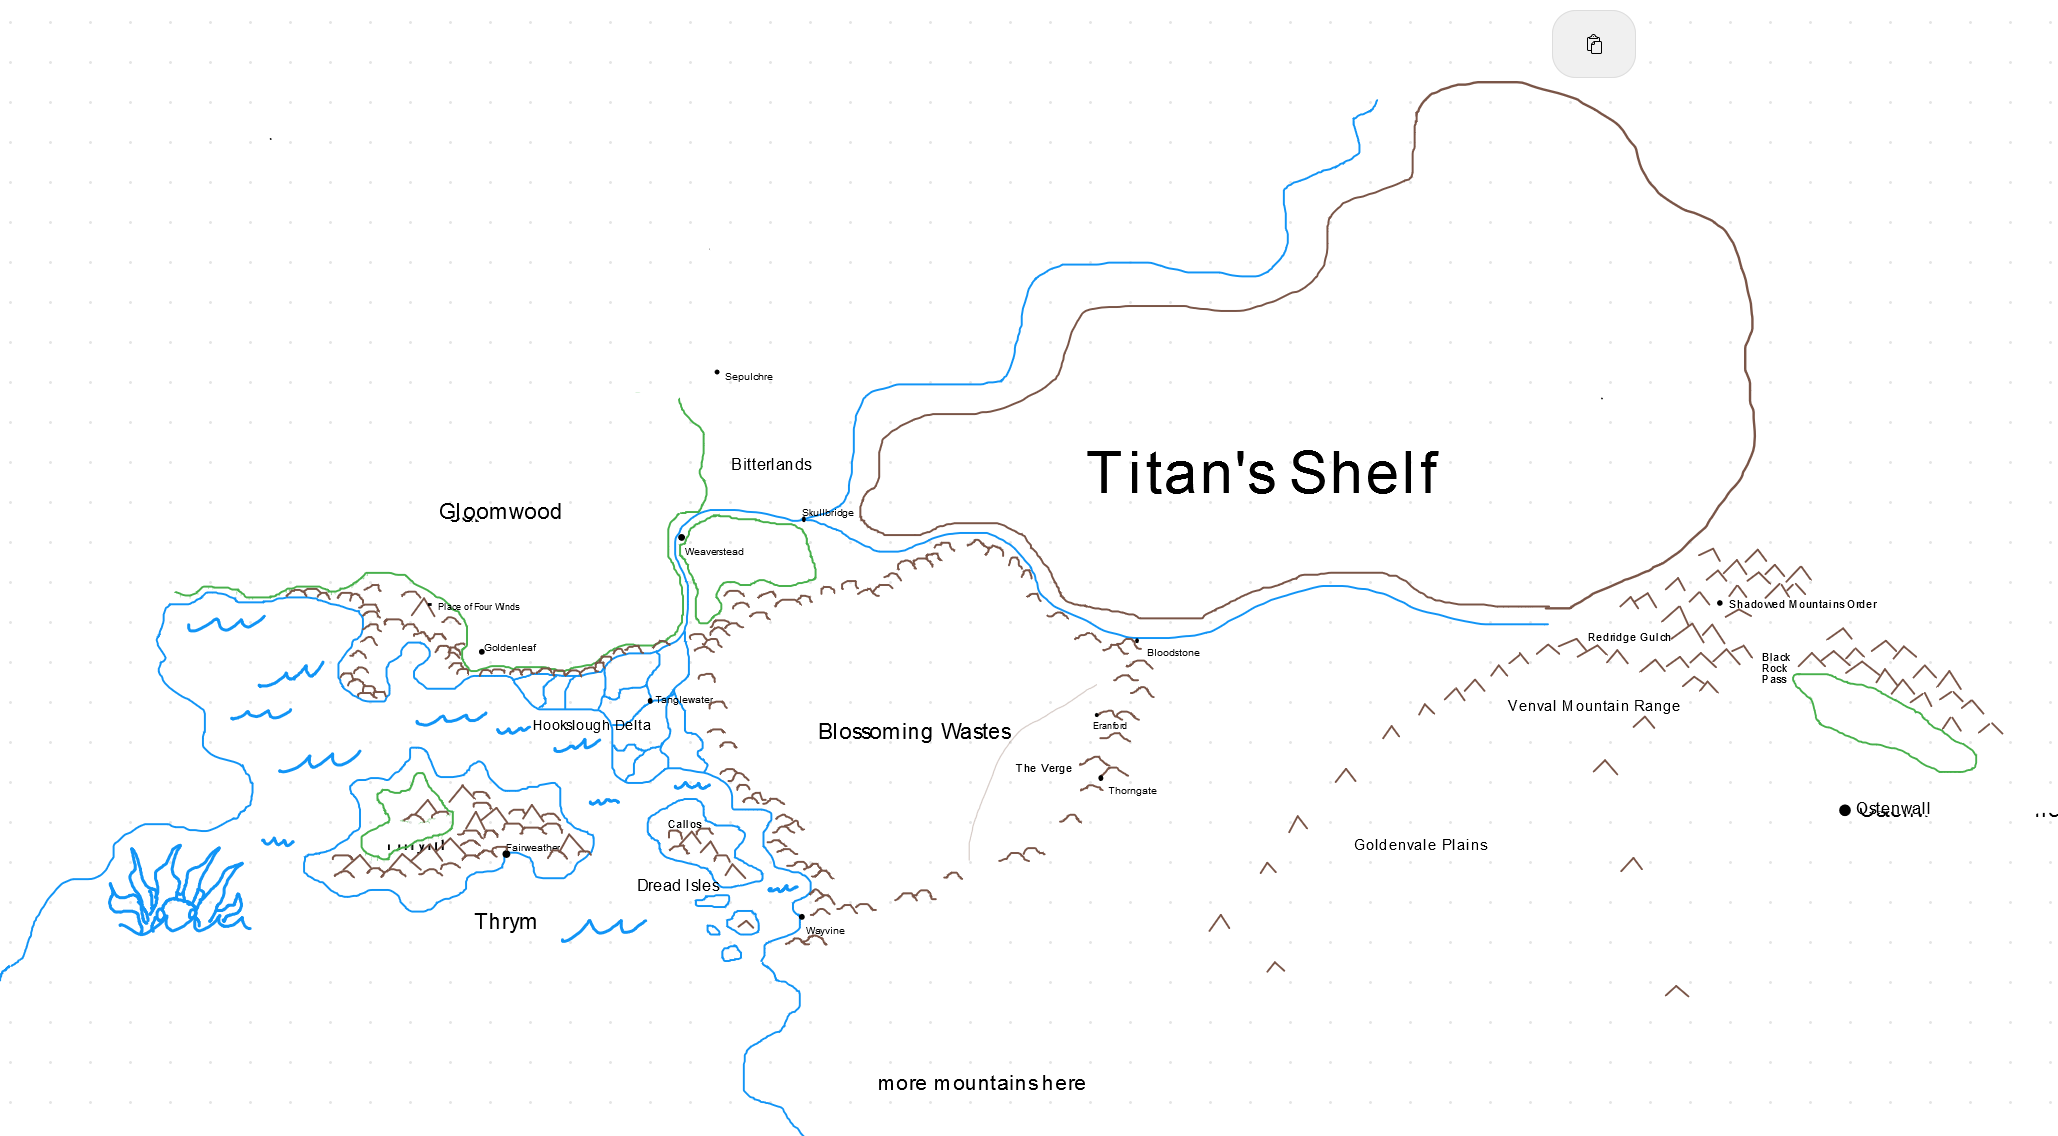 Sepulchre
Bitterlands
Titan's Shelf
Gloomwood
Skullbridge
Weaverstead
Place of Four Winds
Goldenleaf
Shadowed Mountains Order
Redridge Gulch
Bloodstone
Black
Rock
Pass
Tanglewater
Venval Mountain Range
Hookslough Delta
Blossoming Wastes
Eranford
The Verge
Thorngate
Ostenwall
Callos
Goldenvale Plains
Fairweather
Dread Isles
Thrym
Wayvine
more mountains here